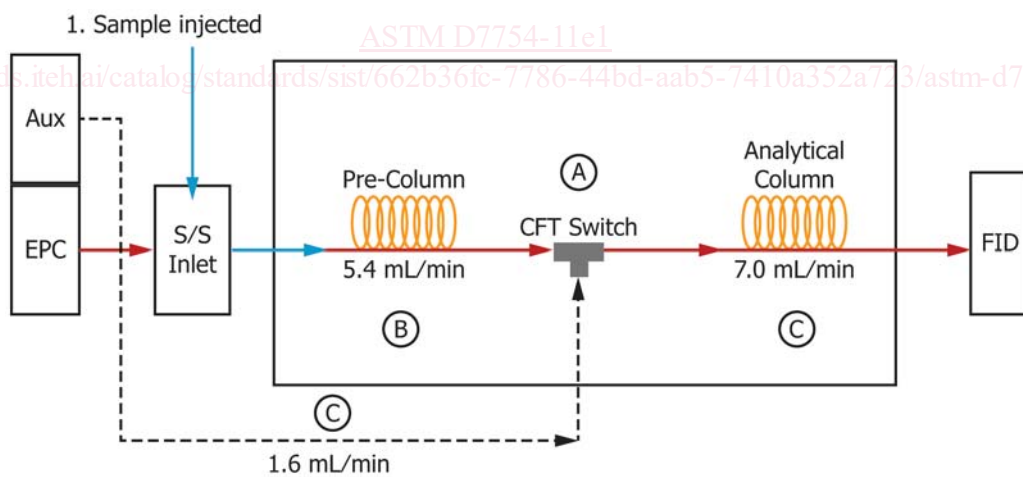 1. Sample injected
ASTM D7754-11e1
ds.iteh.ai/catalog/standards/sist/662b36fc-7786-44bd-aab5-7410a352a723/astm-d7
Aux
EPC
S/S
Inlet
Pre-Column
5.4 mL/min
A
CFT Switch
Analytical
Column
7.0 mL/min
FID
B
C
C
1.6 mL/min